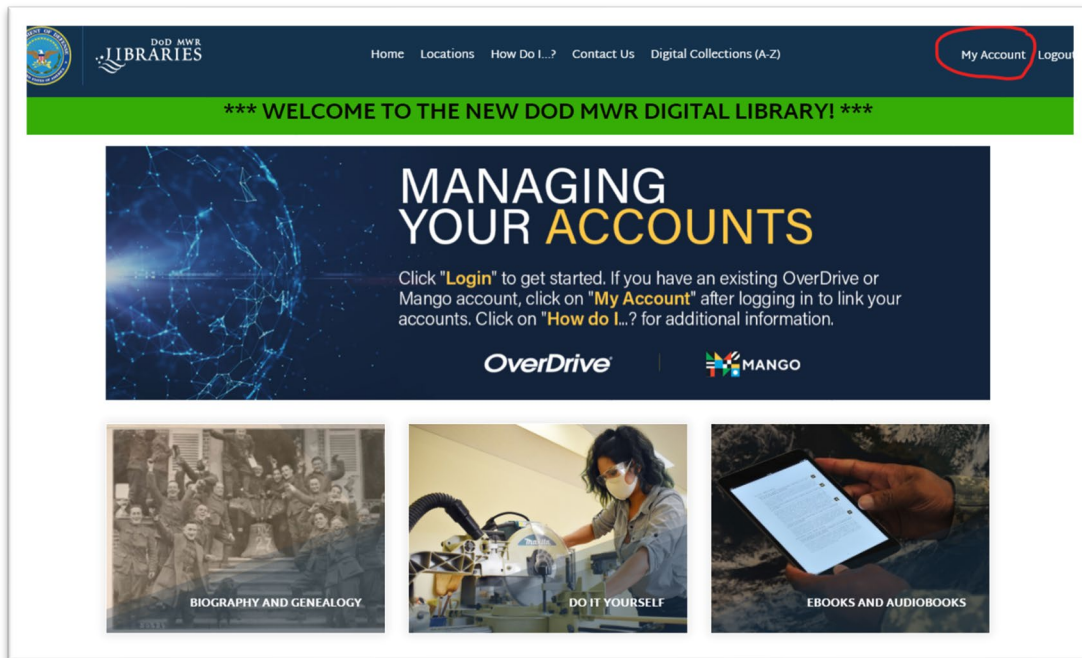 DoD MWR
LIBRARIES
Home Locations How Do I...? Contact Us Digital Collections (A-Z) My Account Logout
*** WELCOME TO THE NEW DOD MWR DIGITAL LIBRARY! ***
MANAGING
YOUR ACCOUNTS
Click "Login" to get started. If you have an existing OverDrive or
Mango account, click on "My Account" after logging in to link your
accounts. Click on "How do I...? for additional information.
OverDrive MANGO
BIOGRAPHY AND GENEALOGY DO IT YOURSELF EBOOKS AND AUDIOBOOKS